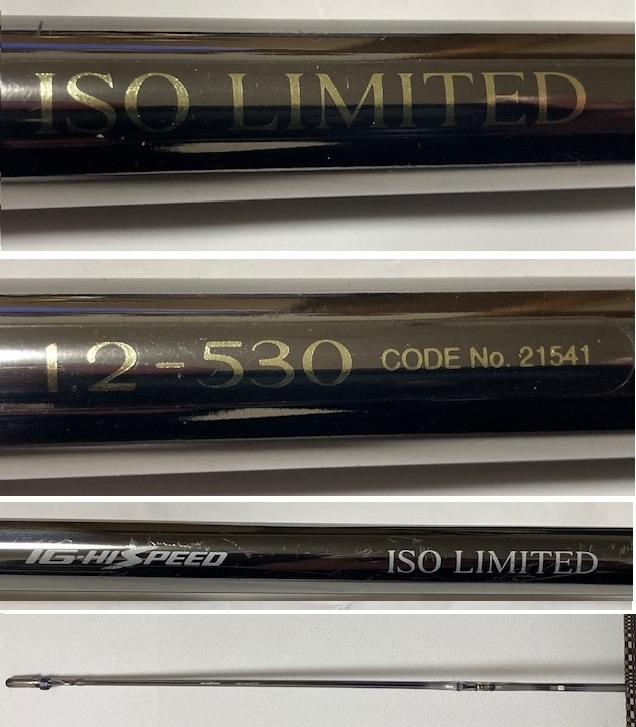 ISO LIMITED
1.2-530 CODE No. 21541
IG-HISPEED ISO LIMITED